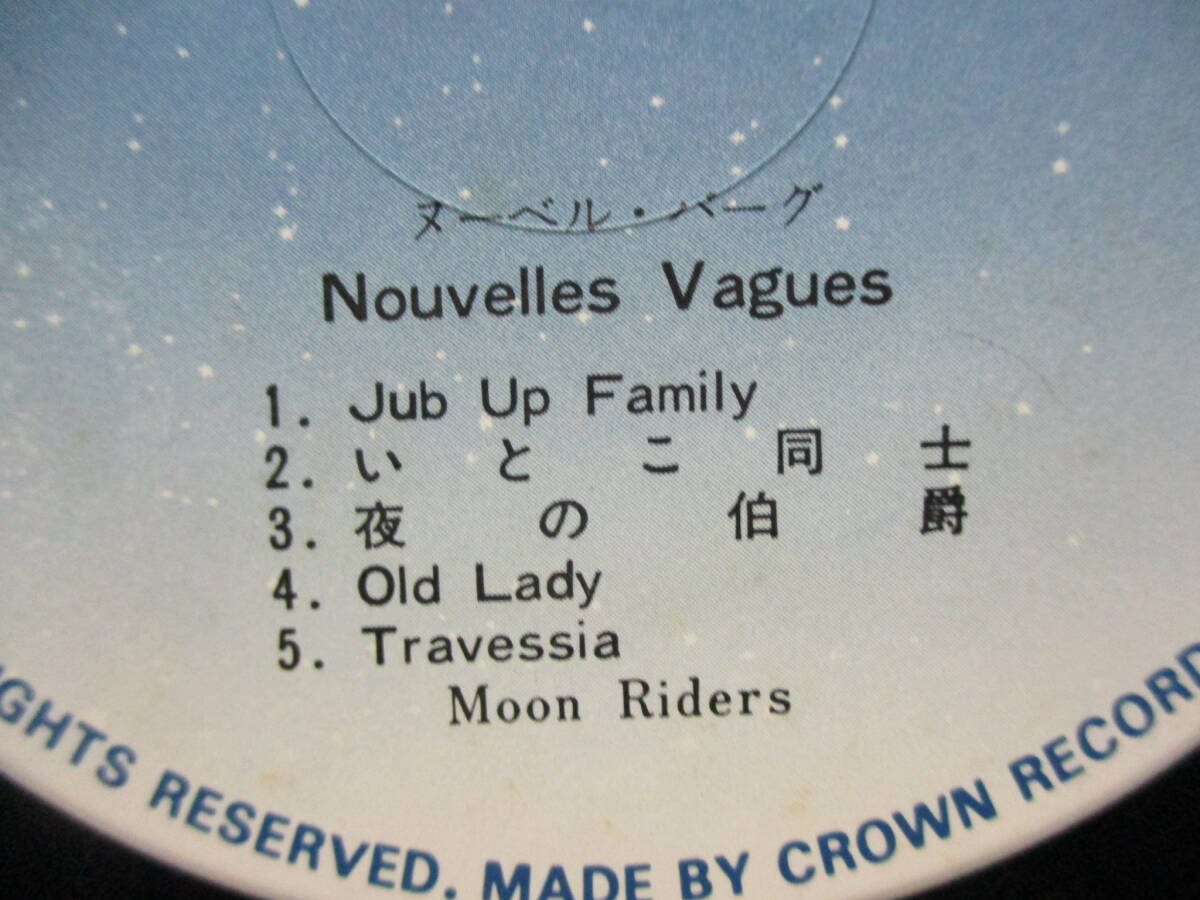 ヌーベル・バーグ
Nouvelles Vagues
1. Jub Up Family
2. いとこ同士
3. 夜の伯爵
4. Old Lady
5. Travessia
Moon Riders
GHTS RESERVED. MADE BY CROWN RECORD